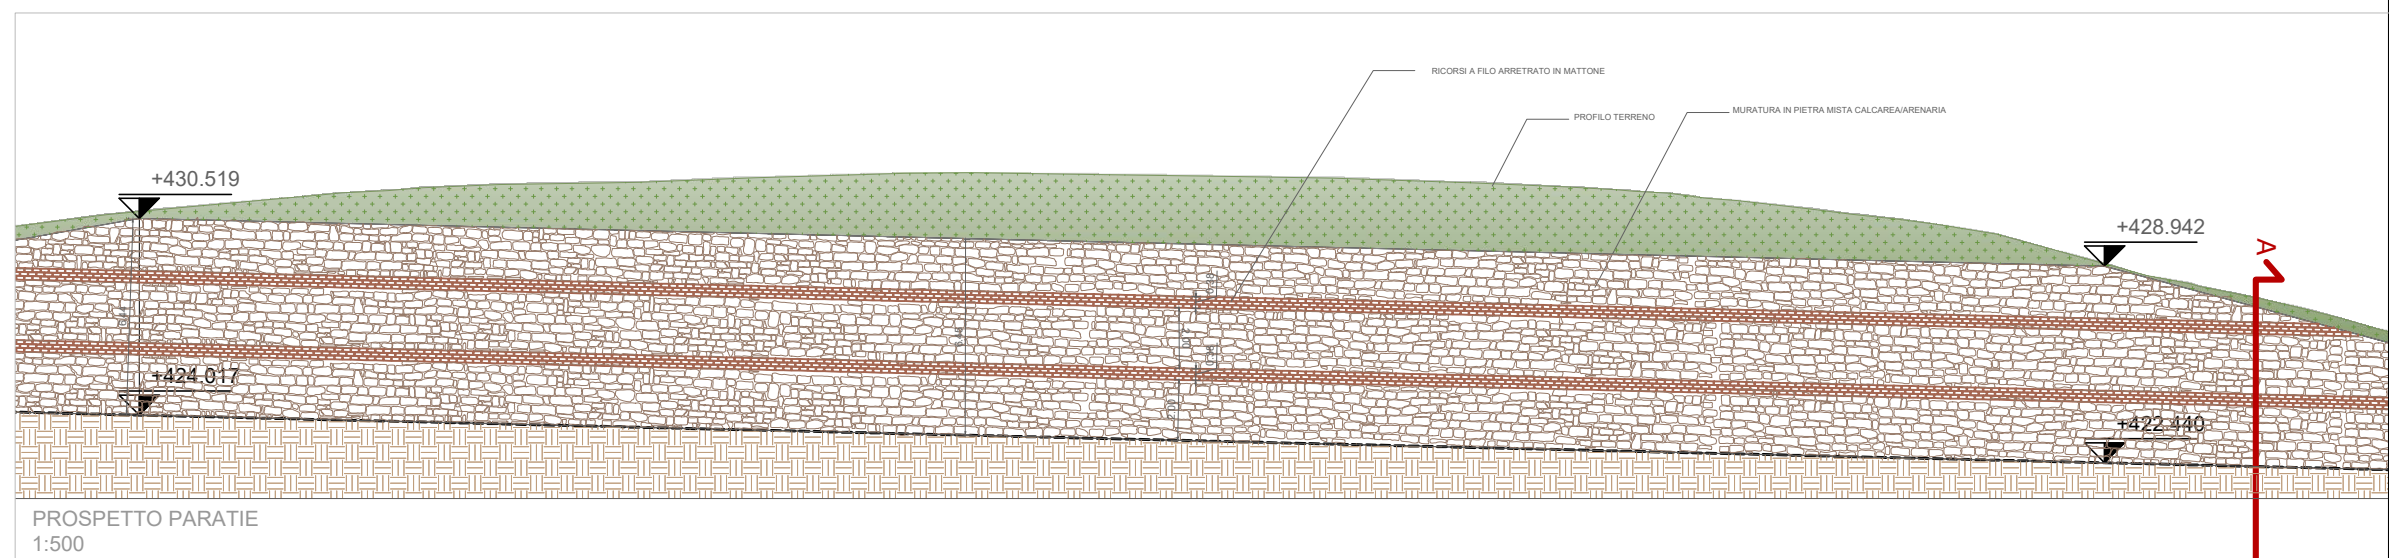 RICORSI A FILO ARRETRATO IN MATTONE
PROFILO TERRENO
MURATURA IN PIETRA MISTA CALCAREA/ARENARIA
+430.519
+428.942
A
+424.017
+422.440
PROSPETTO PARATIE
1:500